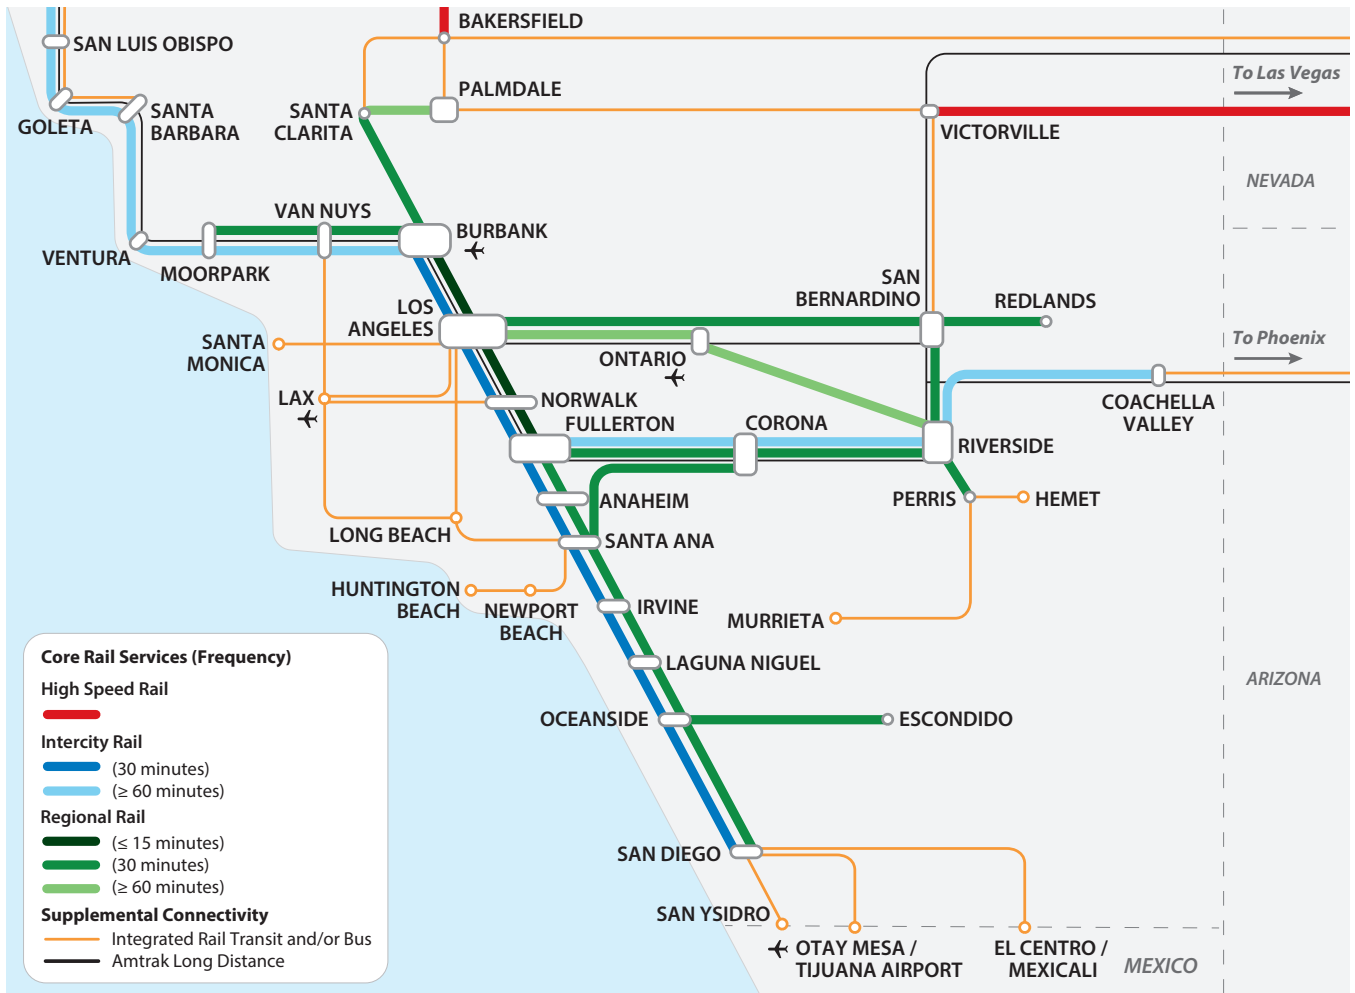 BAKERSFIELD
SAN LUIS OBISPO
To Las Vegas
PALMDALE
GOLETA
SANTA
BARBARA
SANTA
CLARITA
VICTORVILLE
NEVADA
VAN NUYS
BURBANK
VENTURA
MOORPARK
SAN
BERNARDINO
REDLANDS
LOS
ANGELES
SANTA
MONICA
ONTARIO
To Phoenix
LAX
NORWALK
COACHELLA
VALLEY
FULLERTON
CORONA
RIVERSIDE
ANAHEIM
PERRIS
HEMET
LONG BEACH
SANTA ANA
HUNTINGTON
BEACH
NEWPORT
BEACH
IRVINE
MURRIETA
LAGUNA NIGUEL
ARIZONA
OCEANSIDE
ESCONDIDO
SAN DIEGO
SAN YSIDRO
OTAY MESA /
TIJUANA AIRPORT
EL CENTRO /
MEXICALI
MEXICO
Core Rail Services (Frequency)
High Speed Rail
Intercity Rail
(30 minutes)
(≥ 60 minutes)
Regional Rail
(≤ 15 minutes)
(30 minutes)
(≥ 60 minutes)
Supplemental Connectivity
Integrated Rail Transit and/or Bus
Amtrak Long Distance